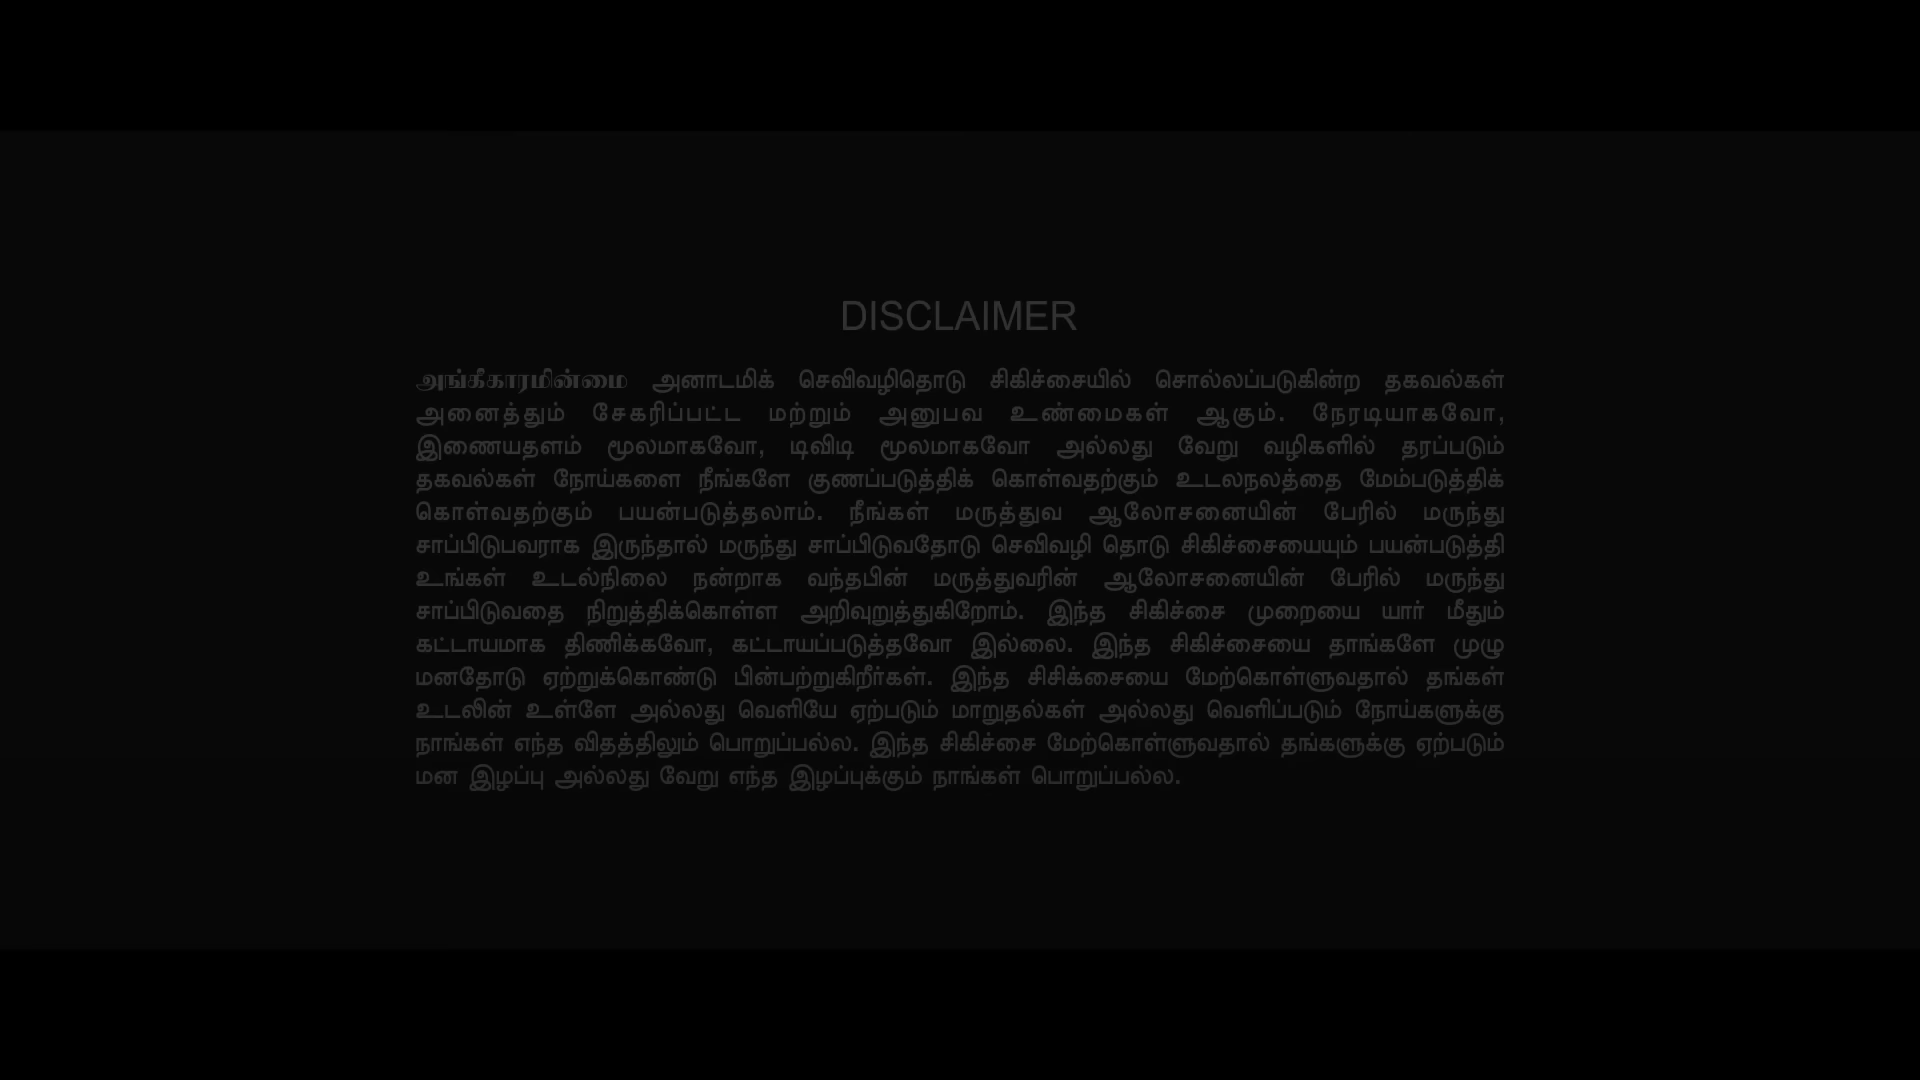 DISCLAIMER
அங்கீகாரமின்மை அனாடமிக் செவிவழிதொடு சிகிச்சையில் சொல்லப்படுகின்ற தகவல்கள்
அனைத்தும் சேகரிப்பட்ட மற்றும் அனுபவ உண்மைகள் ஆகும். நேரடியாகவோ,
இணையதளம் மூலமாகவோ, டிவிடி மூலமாகவோ அல்லது வேறு வழிகளில் தரப்படும்
தகவல்கள் நோய்களை நீங்களே குணப்படுத்திக் கொள்வதற்கும் உடலநலத்தை மேம்படுத்திக்
கொள்வதற்கும் பயன்படுத்தலாம். நீங்கள் மருத்துவ ஆலோசனையின் பேரில் மருந்து
சாப்பிடுபவராக இருந்தால் மருந்து சாப்பிடுவதோடு செவிவழி தொடு சிகிச்சையையும் பயன்படுத்தி
உங்கள் உடல்நிலை நன்றாக வந்தபின் மருத்துவரின் ஆலோசனையின் பேரில் மருந்து
சாப்பிடுவதை நிறுத்திக்கொள்ள அறிவுறுத்துகிறோம். இந்த சிகிச்சை முறையை யார் மீதும்
கட்டாயமாக திணிக்கவோ, கட்டாயப்படுத்தவோ இல்லை. இந்த சிகிச்சையை தாங்களே முழு
மனதோடு ஏற்றுக்கொண்டு பின்பற்றுகிறீர்கள். இந்த சிசிக்சையை மேற்கொள்ளுவதால் தங்கள்
உடலின் உள்ளே அல்லது வெளியே ஏற்படும் மாறுதல்கள் அல்லது வெளிப்படும் நோய்களுக்கு
நாங்கள் எந்த விதத்திலும் பொறுப்பல்ல. இந்த சிகிச்சை மேற்கொள்ளுவதால் தங்களுக்கு ஏற்படும்
மன இழப்பு அல்லது வேறு எந்த இழப்புக்கும் நாங்கள் பொறுப்பல்ல.